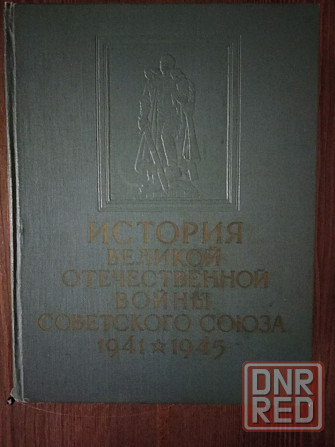 ИСТОРИЯ
ВЕЛИКОЙ
ОТЕЧЕСТВЕННОЙ
ВОЙНЫ
СОВЕТСКОГО СОЮЗА
1941 ★ 1945
DNR
RED